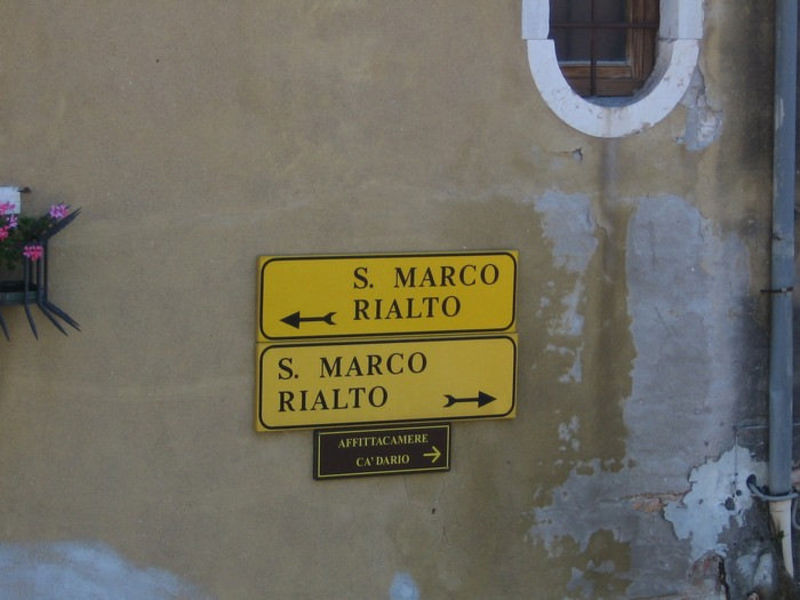 S. MARCO
RIALTO
S. MARCO
RIALTO
AFFITTACAMERE
CA' DARIO